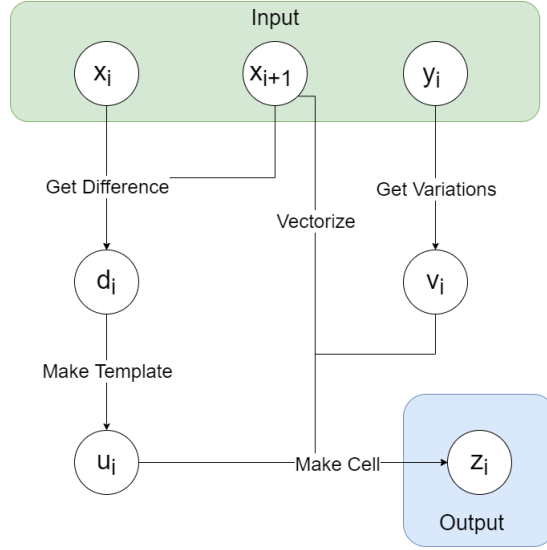 Input
xᵢ
xᵢ₊₁
yᵢ
Get Difference
Get Variations
Vectorize
dᵢ
vᵢ
Make Template
uᵢ
Make Cell
zᵢ
Output